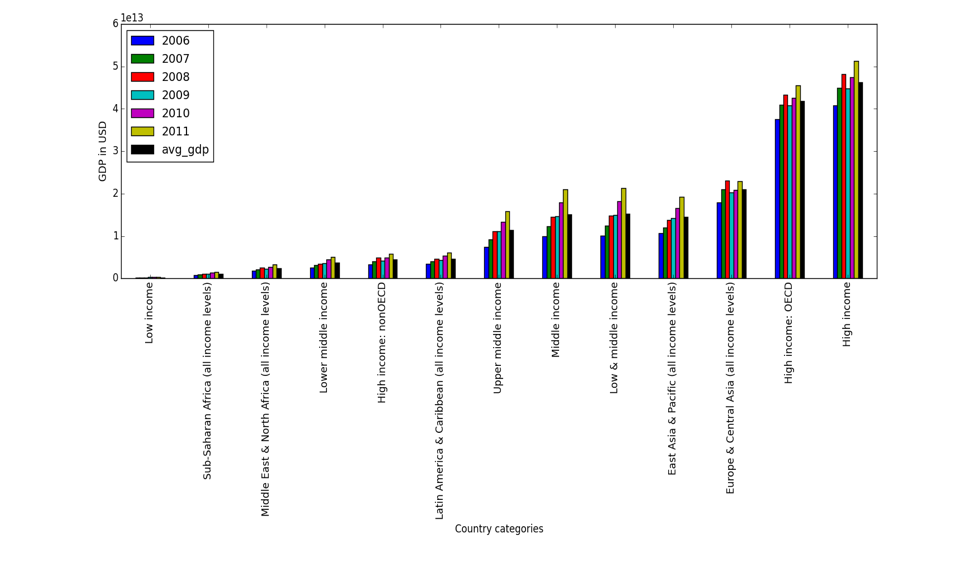 1e13
6
5
4
3
2
1
0
GDP in USD
2006
2007
2008
2009
2010
2011
avg_gdp
Low income
Sub-Saharan Africa (all income levels)
Middle East & North Africa (all income levels)
Lower middle income
High income: nonOECD
Latin America & Caribbean (all income levels)
Upper middle income
Middle income
Low & middle income
East Asia & Pacific (all income levels)
Europe & Central Asia (all income levels)
High income: OECD
High income
Country categories